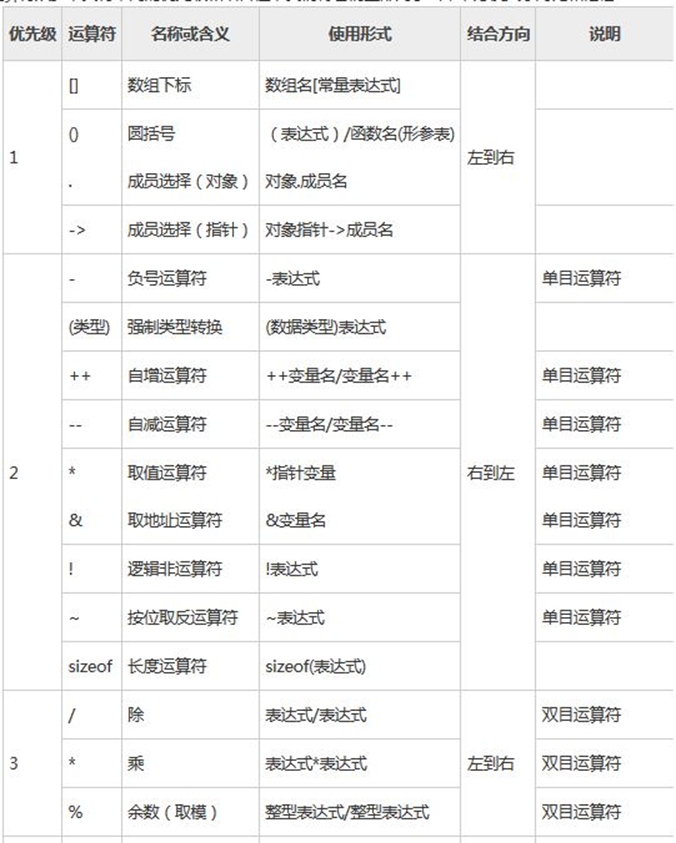 优先级 运算符 名称或含义 使用形式 结合方向 说明
[] 数组下标 数组名[常量表达式]
() 圆括号 （表达式）/函数名(形参表)
1 左到右
. 成员选择（对象） 对象.成员名
-> 成员选择（指针） 对象指针->成员名
- 负号运算符 -表达式 单目运算符
(类型) 强制类型转换 (数据类型)表达式
++ 自增运算符 ++变量名/变量名++ 单目运算符
-- 自减运算符 --变量名/变量名-- 单目运算符
2 * 取值运算符 *指针变量 右到左 单目运算符
& 取地址运算符 &变量名 单目运算符
! 逻辑非运算符 !表达式 单目运算符
~ 按位取反运算符 ~表达式 单目运算符
sizeof 长度运算符 sizeof(表达式)
/ 除 表达式/表达式 双目运算符
3 * 乘 表达式*表达式 左到右 双目运算符
% 余数（取模） 整型表达式/整型表达式 双目运算符